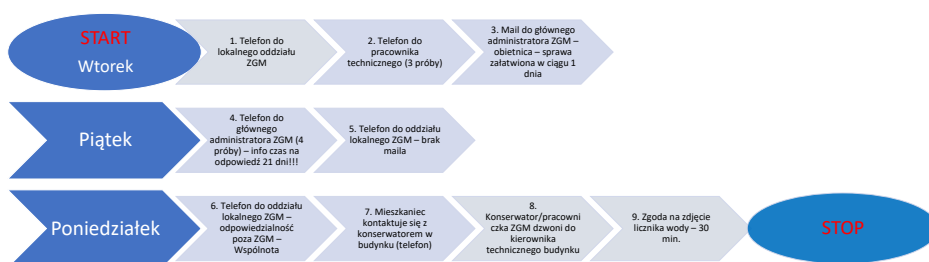 START
Wtorek
1. Telefon do
lokalnego oddziału
ZGM
2. Telefon do
pracownika
technicznego (3 próby)
3. Mail do głównego
administratora ZGM –
obietnica – sprawa
załatwiona w ciągu 1
dnia
Piątek
4. Telefon do
głównego
administratora ZGM (4
próby) – info czas na
odpowiedź 21 dni!!!
5. Telefon do oddziału
lokalnego ZGM – brak
maila
Poniedziałek
6. Telefon do oddziału
lokalnego ZGM –
odpowiedzialność
poza ZGM –
Wspólnota
7. Mieszkaniec
kontaktuje się z
konserwatorem w
budynku (telefon)
8.
Konserwator/pracowni
czka ZGM dzwoni do
kierownika
technicznego budynku
9. Zgoda na zdjęcie
licznika wody – 30
min.
STOP